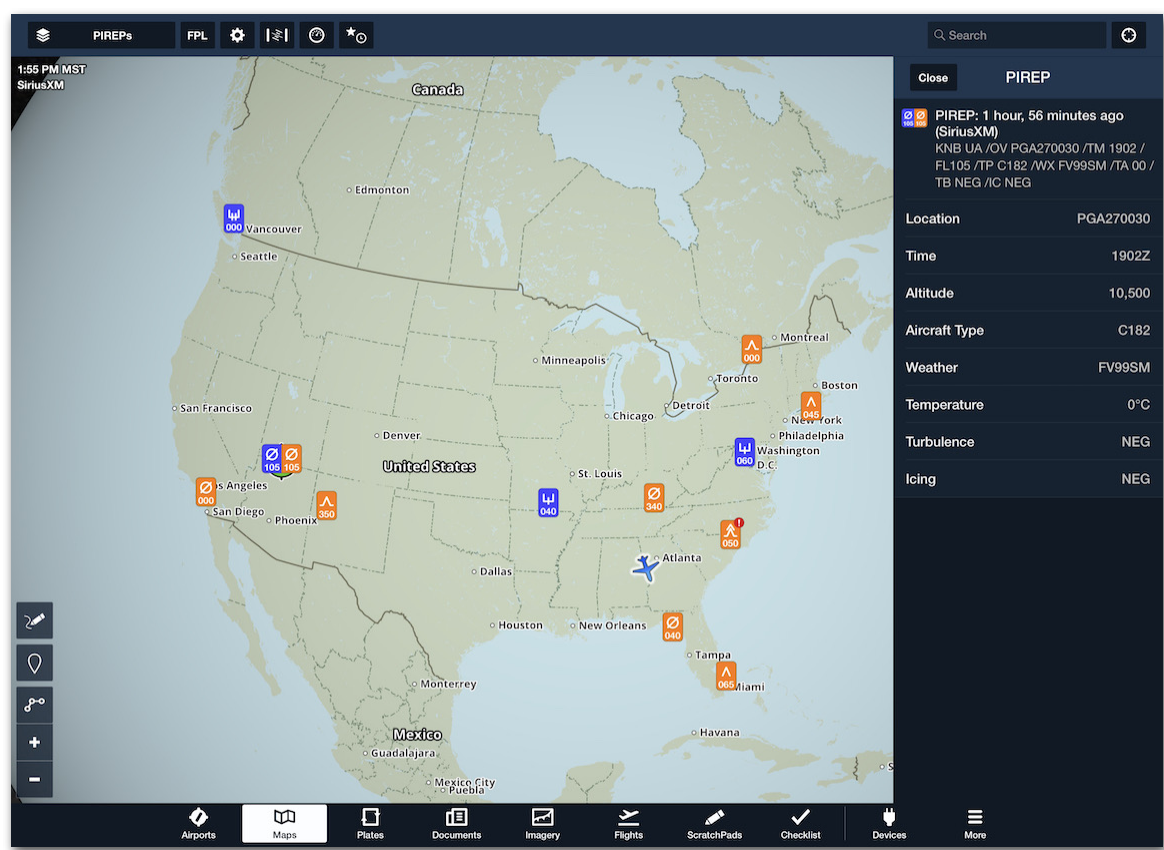 PIREPs
FPL
Search
1:55 PM MST
SiriusXM
Canada
Edmonton
000
Vancouver
Seattle
Montreal
000
Minneapolis
Toronto
Boston
045
San Francisco
Chicago
Detroit
New York
Denver
Philadelphia
105 105
United States
060
Washington
D.C.
St. Louis
os Angeles
000
San Diego
Phoenix
350
040
340
050
Atlanta
Dallas
Houston
New Orleans
040
Tampa
065
Miami
Monterrey
Havana
Mexico
Guadalajara
S
Mexico City
Puebla
Close
PIREP
105 105
PIREP: 1 hour, 56 minutes ago
(SiriusXM)
KNB UA /OV PGA270030 /TM 1902 /
FL105 /TP C182 /WX FV99SM /TA 00 /
TB NEG /IC NEG
Location PGA270030
Time 1902Z
Altitude 10,500
Aircraft Type C182
Weather FV99SM
Temperature 0°C
Turbulence NEG
Icing NEG
Airports
Maps
Plates
Documents
Imagery
Flights
ScratchPads
Checklist
Devices
More